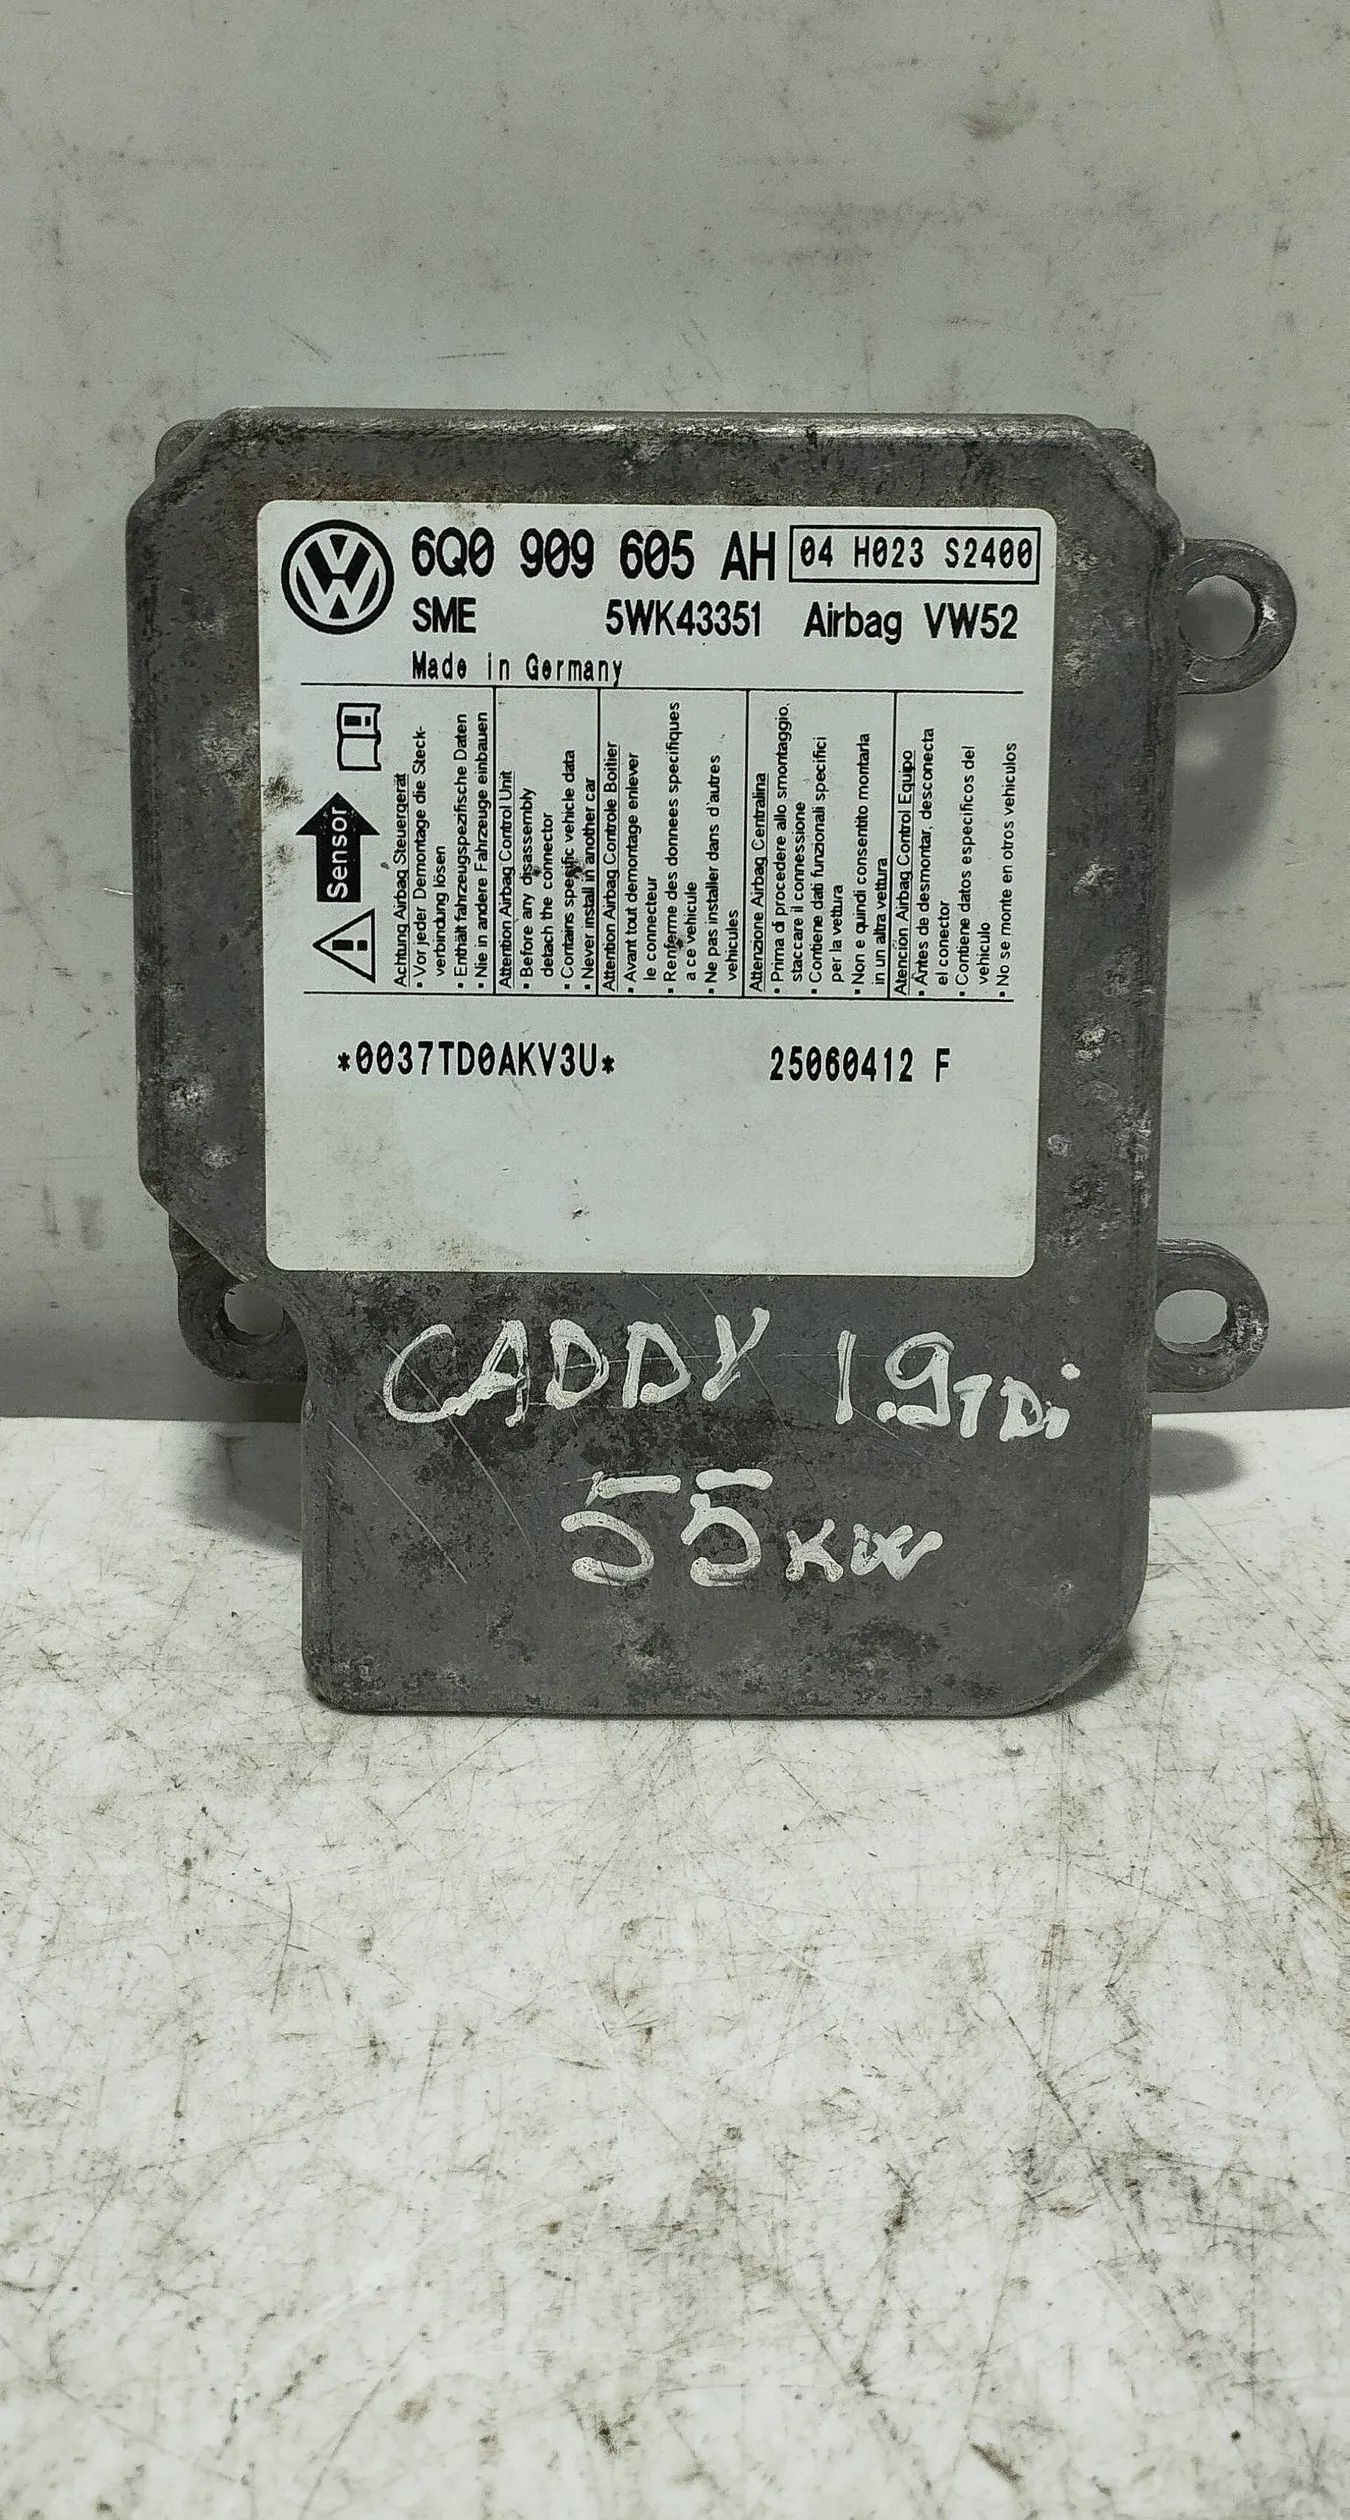 6Q0 909 605 AH 04 H023 S2400
SME 5WK43351 Airbag VW52
Made in Germany
Sensor
Achtung Airbag Steuergerät
• Vor jeder Demontage die Steck-
verbindung lösen
• Enthält fahrzeugspezifische Daten
• Nie in andere Fahrzeuge einbauen
Attention Airbag Control Unit
• Before any disassembly
detach the connector
• Contains specific vehicle data
• Never install in another car
Attention Airbag Controle Boitier
• Avant tout demontage enlever
le connecteur
• Renferme des donnees specifiques
a ce vehicule
• Ne pas installer dans d'autres
vehicules
Attenzione Airbag Centralina
• Prima di procedere allo smontaggio,
staccare il connessione
• Contiene dati funzionali specifici
per la vettura
• Non e quindi consentito montarla
in un altra vettura
Atención Airbag Control Equipo
• Antes de desmontar, desconecta
el conector
• Contiene datos especificos del
vehiculo
• No se monte en otros vehiculos
*0037TD0AKV3U* 25060412 F
CADDY 1.9TDi
55KW